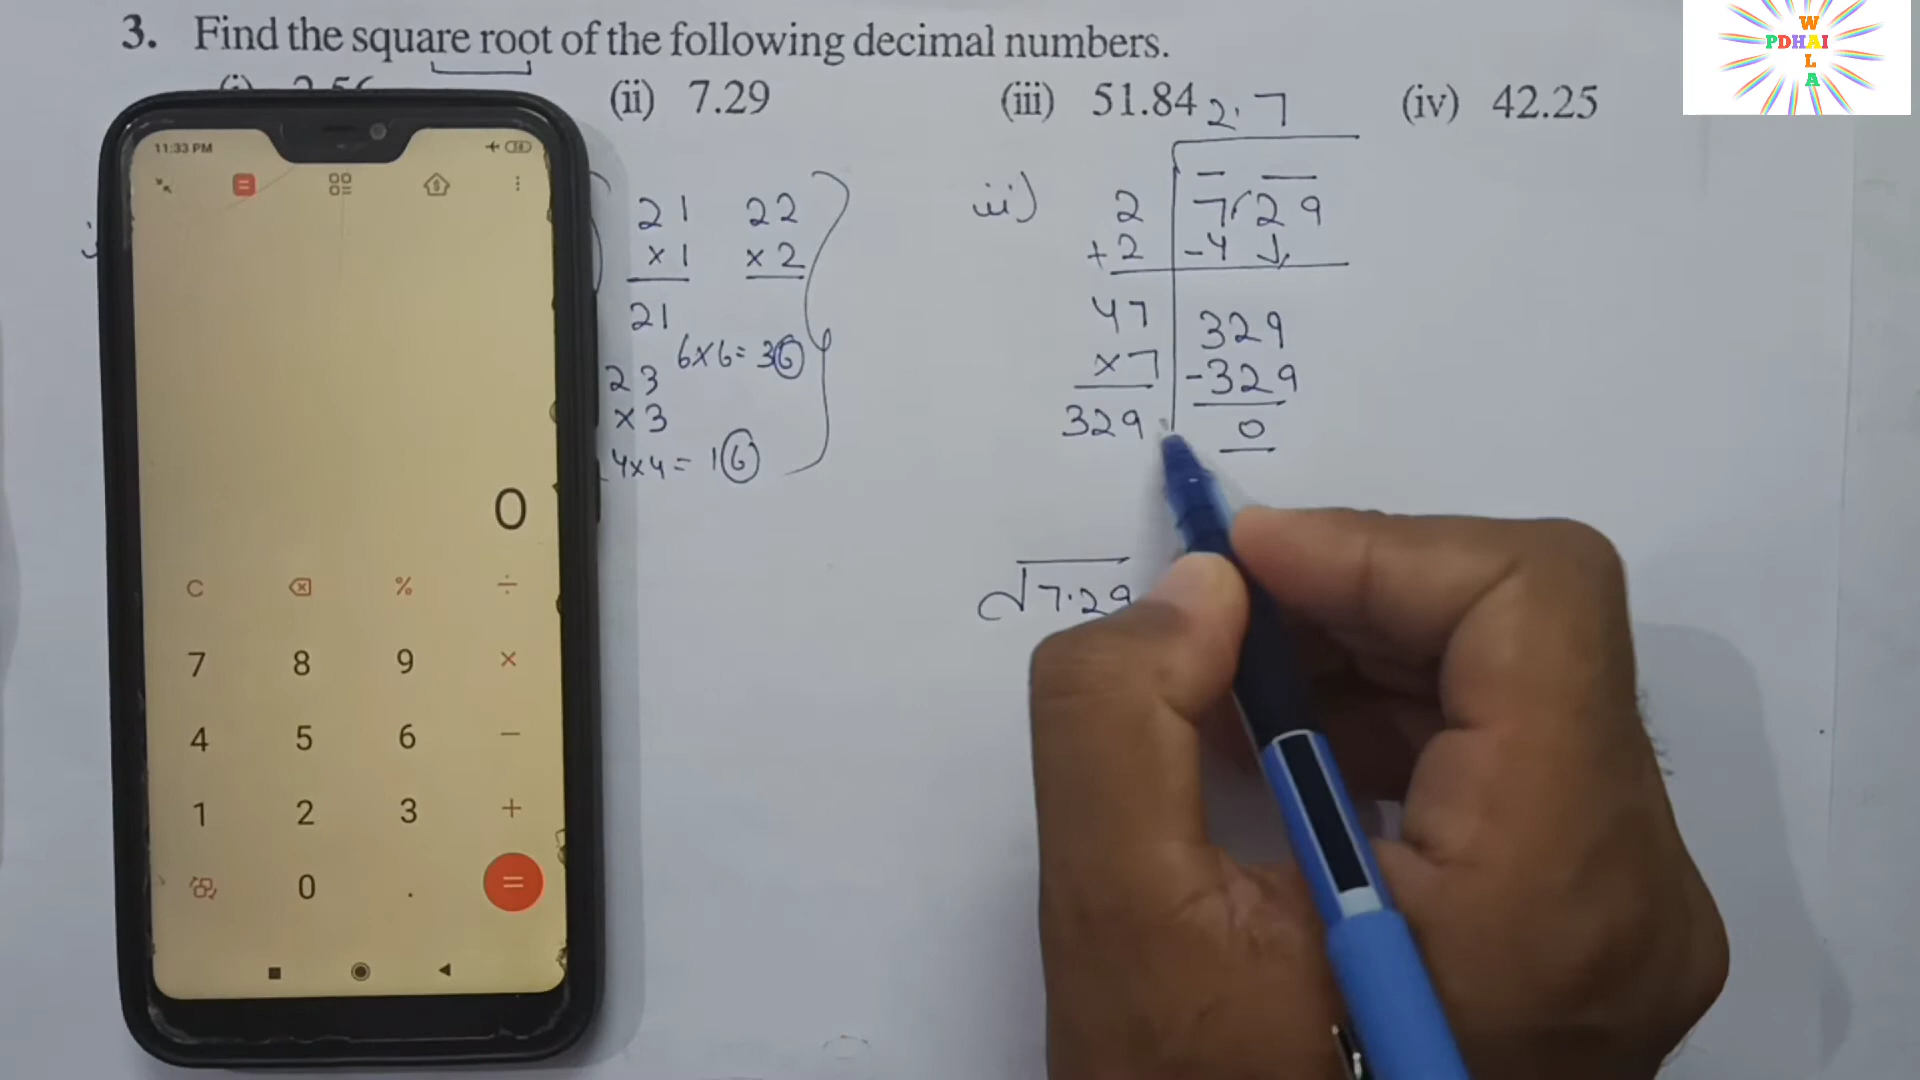 3. Find the square root of the following decimal numbers.
(ii) 7.29 (iii) 51.84 (iv) 42.25
W
PDHAI
L
A
2.7
iii) 2 7.29
+2 -4
47 329
×7 -329
329 0
21 22
×1 ×2
21
6×6=36
23
×3
4×4=16
√7.29
11:33 PM
0
C % ÷
7 8 9 ×
4 5 6 −
1 2 3 +
0 . =